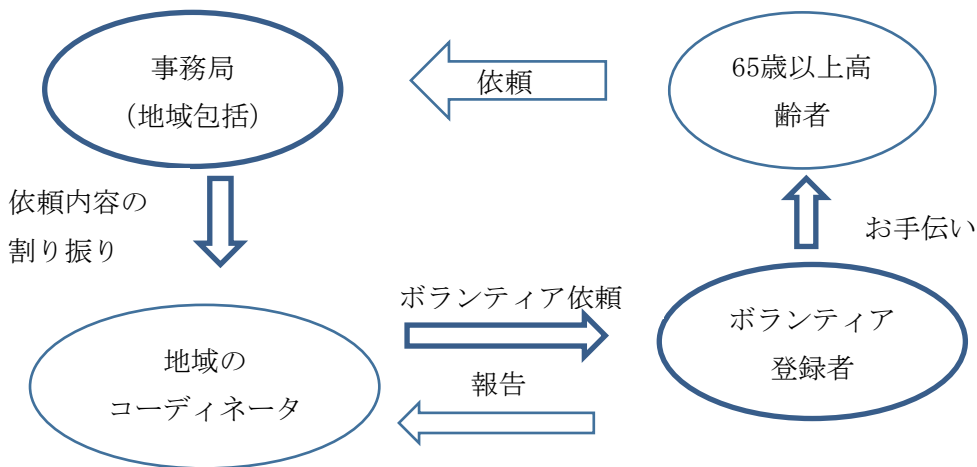 事務局
(地域包括)
依頼
65歳以上高
齢者
依頼内容の
割り振り
お手伝い
ボランティア依頼
ボランティア
登録者
地域の
コーディネータ
報告